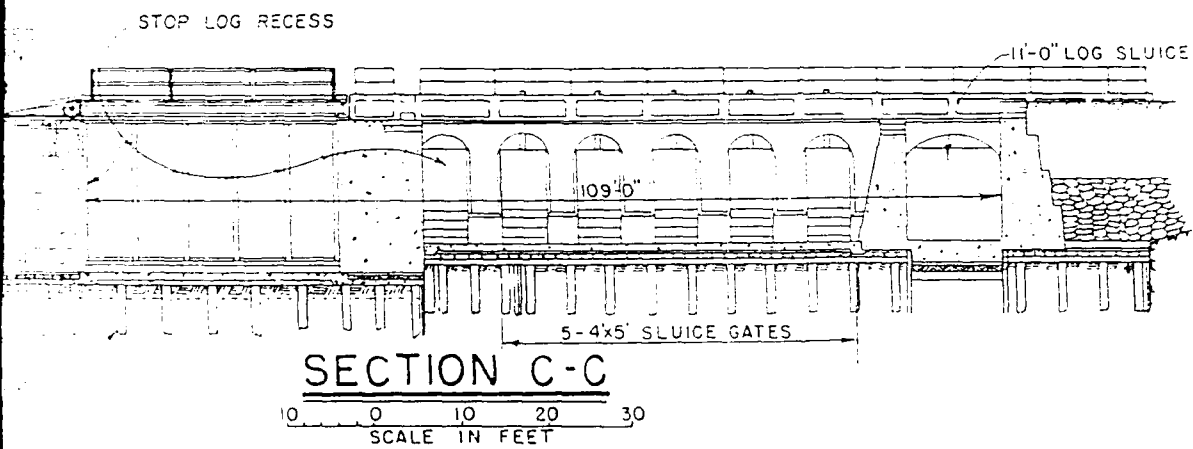 STOP LOG RECESS
11'-0" LOG SLUICE
109'-0"
5-4'x5' SLUICE GATES
SECTION C-C
10 0 10 20 30
SCALE IN FEET